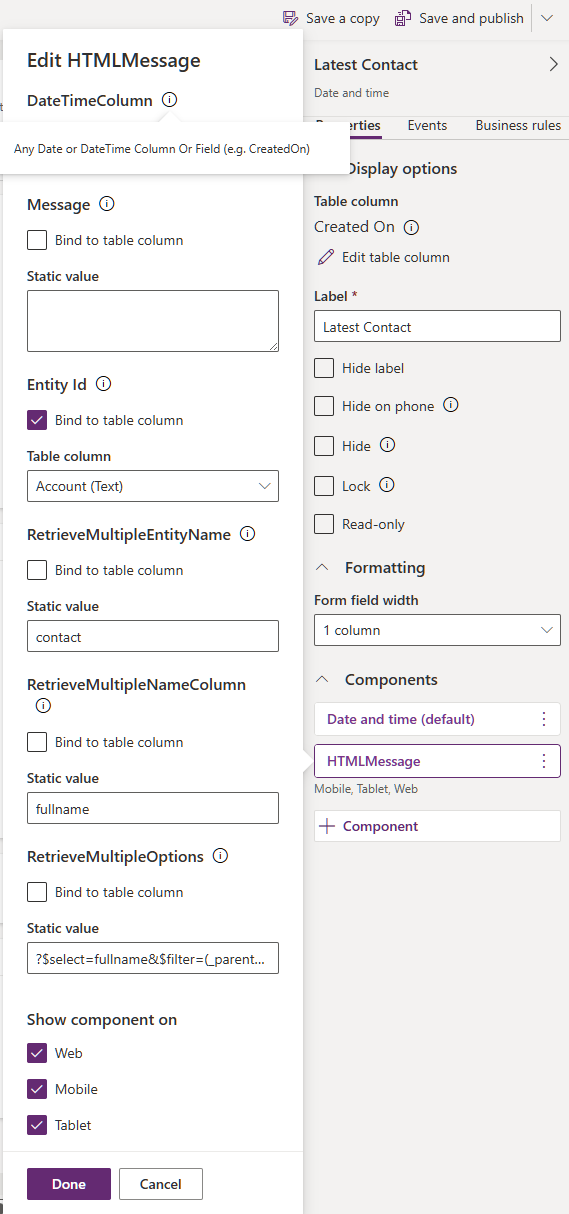 Save a copy
Save and publish
Edit HTMLMessage
DateTimeColumn
Any Date or DateTime Column Or Field (e.g. CreatedOn)
Message
Bind to table column
Static value
Entity Id
Bind to table column
Table column
Account (Text)
RetrieveMultipleEntityName
Bind to table column
Static value
contact
RetrieveMultipleNameColumn
Bind to table column
Static value
fullname
RetrieveMultipleOptions
Bind to table column
Static value
?$select=fullname&$filter=(_parent...
Show component on
Web
Mobile
Tablet
Done
Cancel
Latest Contact
Date and time
Events
Business rules
Display options
Table column
Created On
Edit table column
Label *
Latest Contact
Hide label
Hide on phone
Hide
Lock
Read-only
Formatting
Form field width
1 column
Components
Date and time (default)
HTMLMessage
Mobile, Tablet, Web
Component